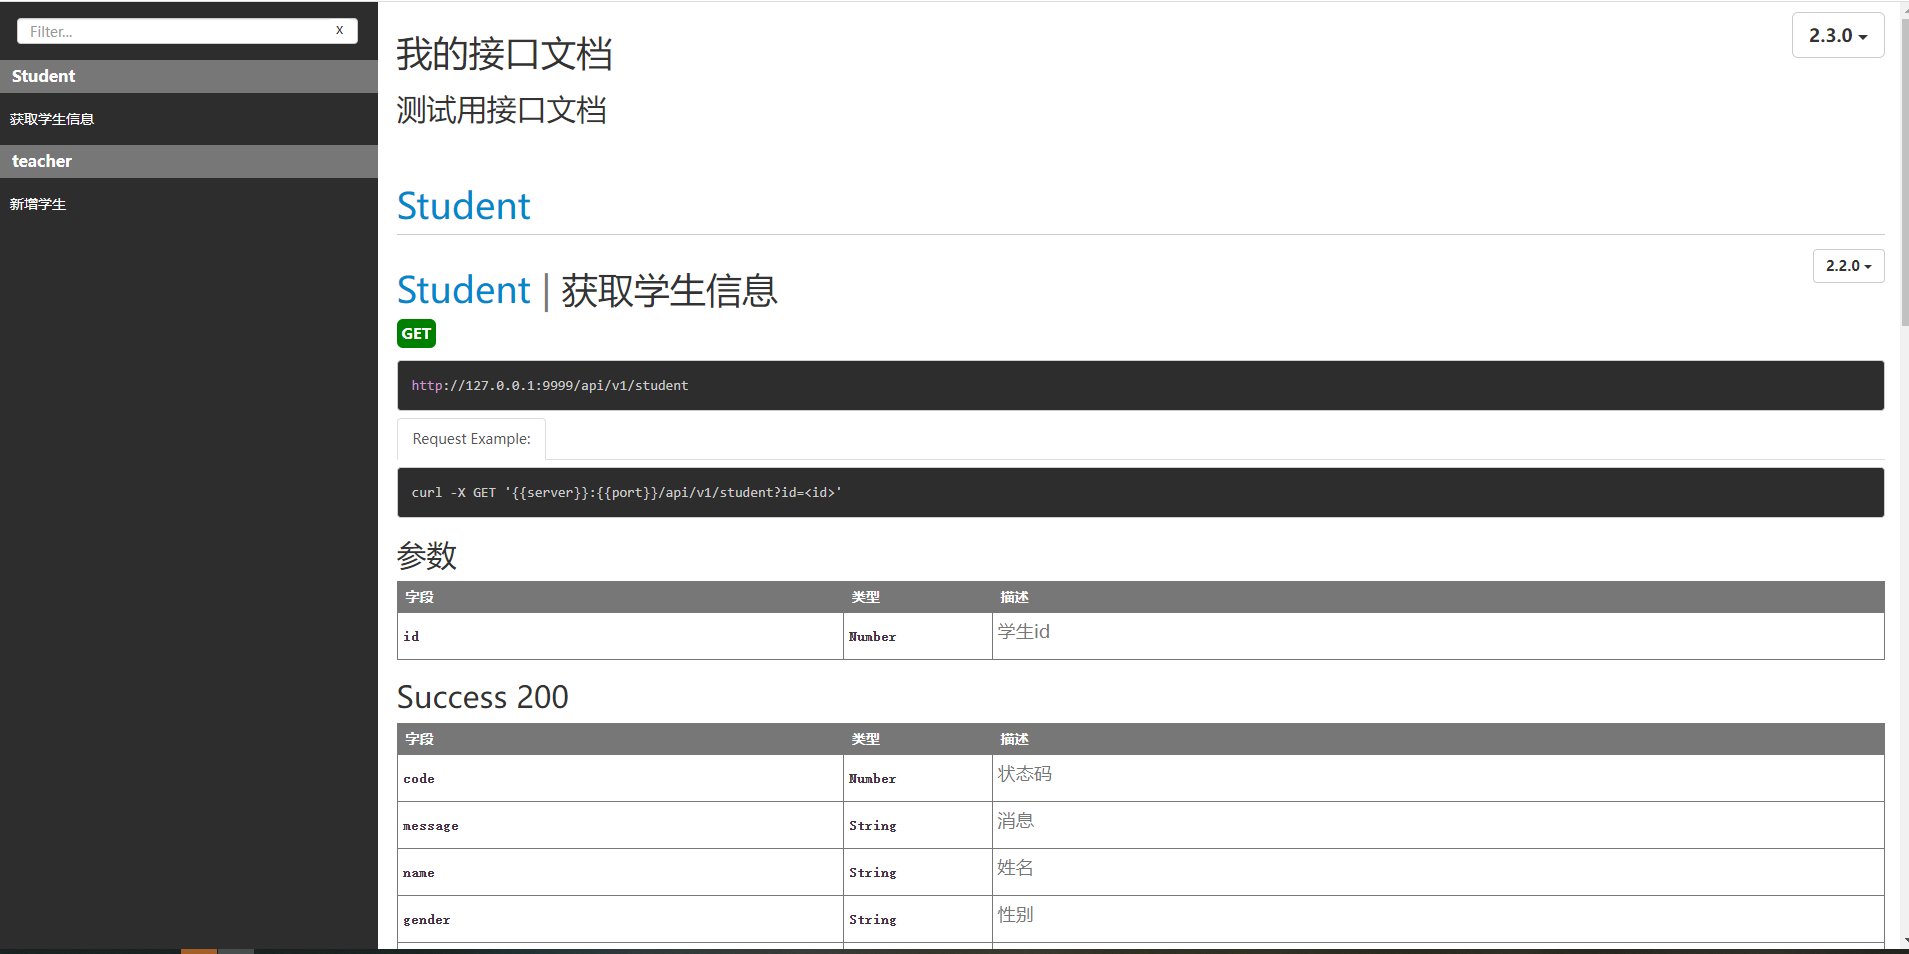 Filter...
X
Student
获取学生信息
teacher
新增学生
我的接口文档
2.3.0
测试用接口文档
Student
Student | 获取学生信息
2.2.0
GET
http://127.0.0.1:9999/api/v1/student
Request Example:
curl -X GET '{{server}}:{{port}}/api/v1/student?id=<id>'
参数
字段 类型 描述
id Number 学生id
Success 200
字段 类型 描述
code Number 状态码
message String 消息
name String 姓名
gender String 性别